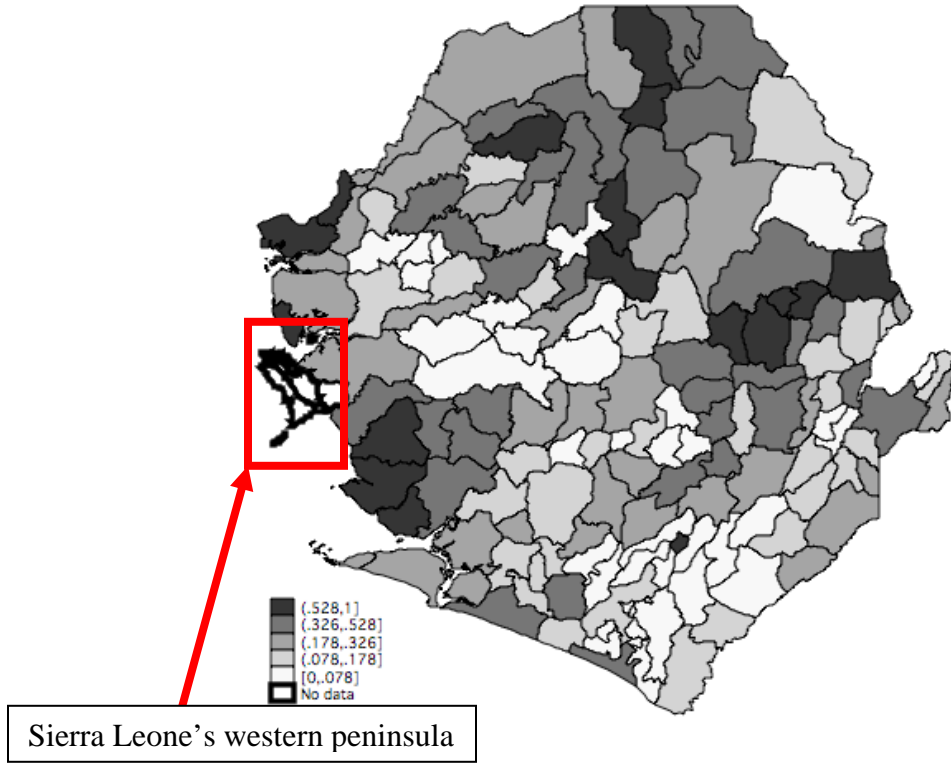 (.528,1]
(.326,.528]
(.178,.326]
(.078,.178]
[0,.078]
No data
Sierra Leone’s western peninsula